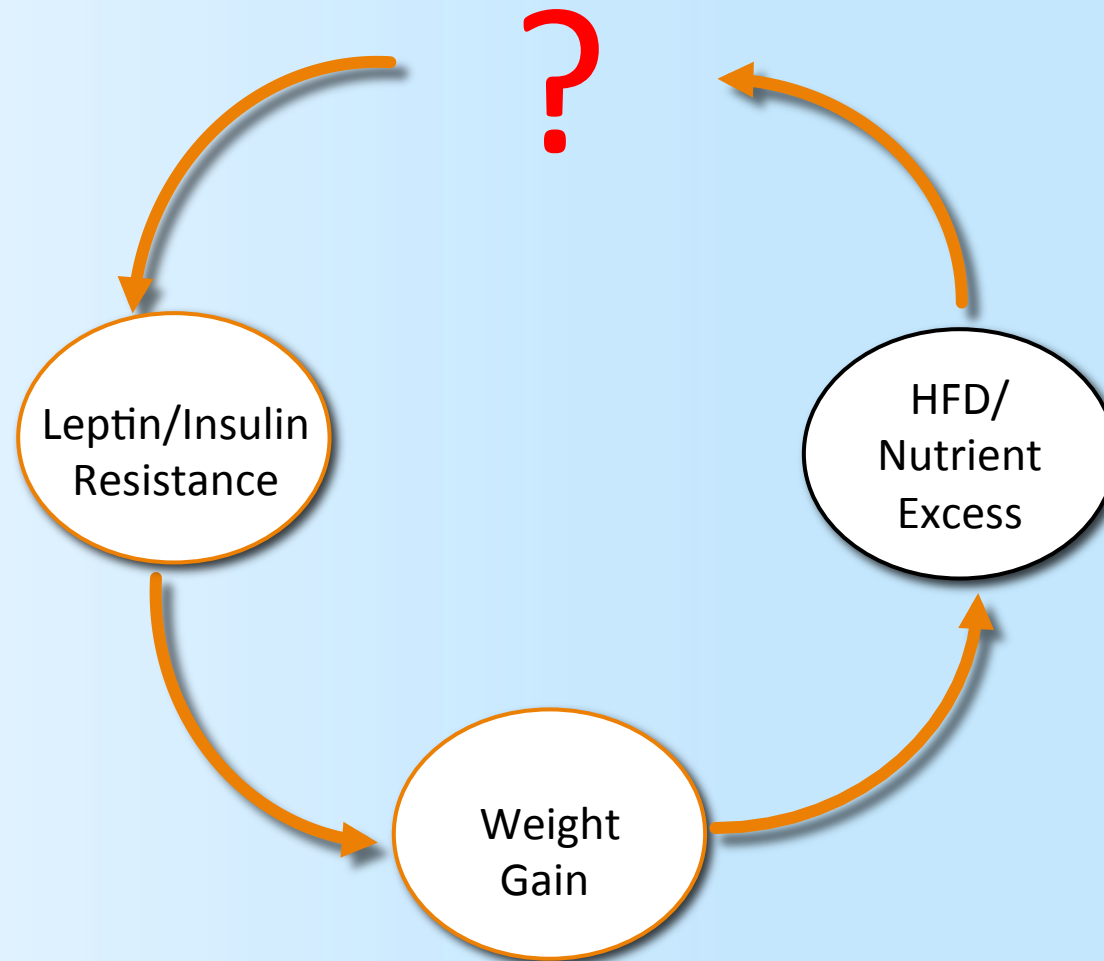 ?
Leptin/Insulin
Resistance
HFD/
Nutrient
Excess
Weight
Gain